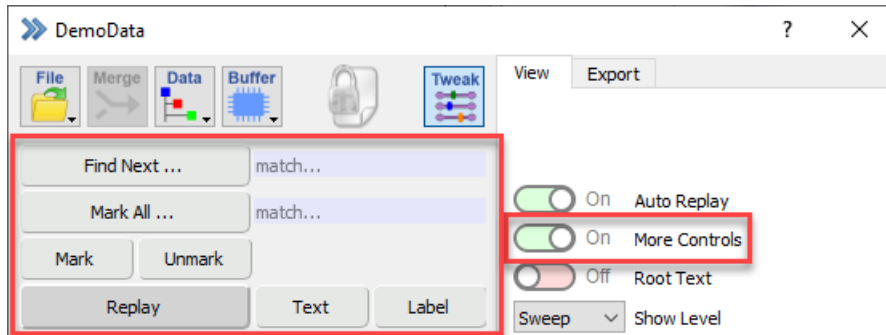 DemoData ?
File Merge Data Buffer Tweak
View Export
Find Next ... match...
Mark All ... match...
Mark Unmark
Replay Text Label
On Auto Replay
On More Controls
Off Root Text
Sweep Show Level